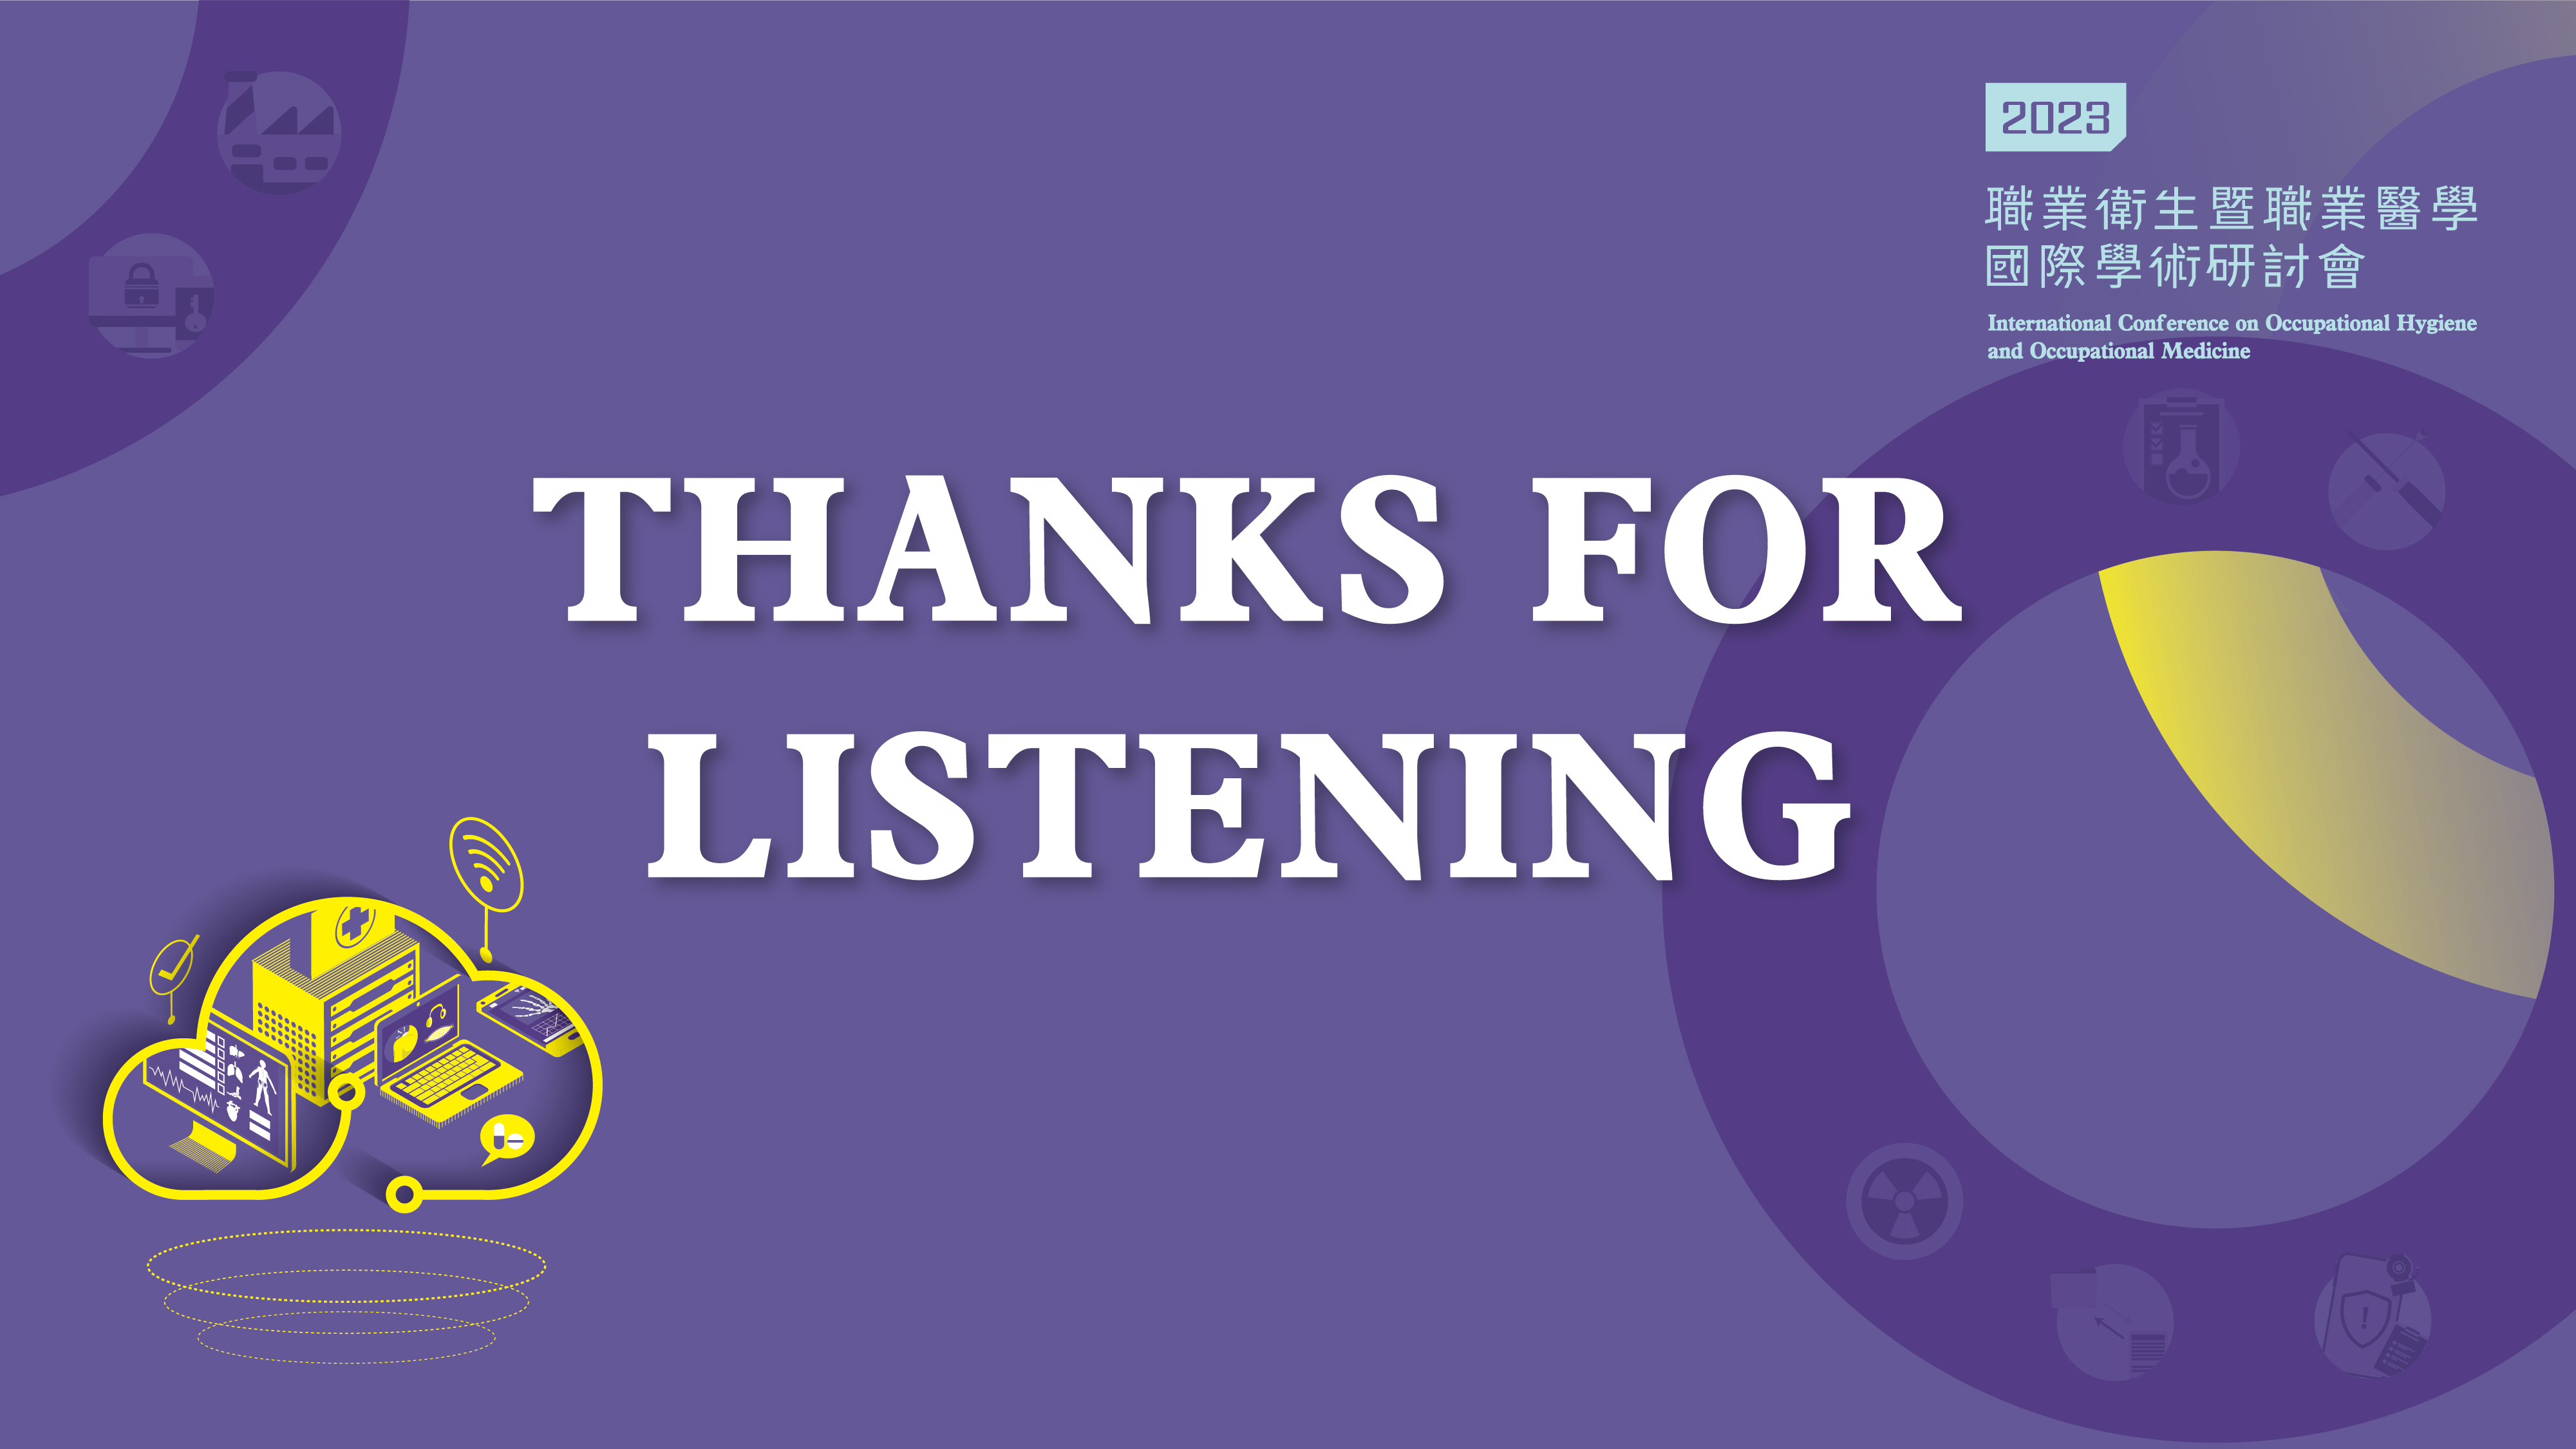 2023
職業衛生暨職業醫學
國際學術研討會
International Conference on Occupational Hygiene
and Occupational Medicine
THANKS FOR
LISTENING